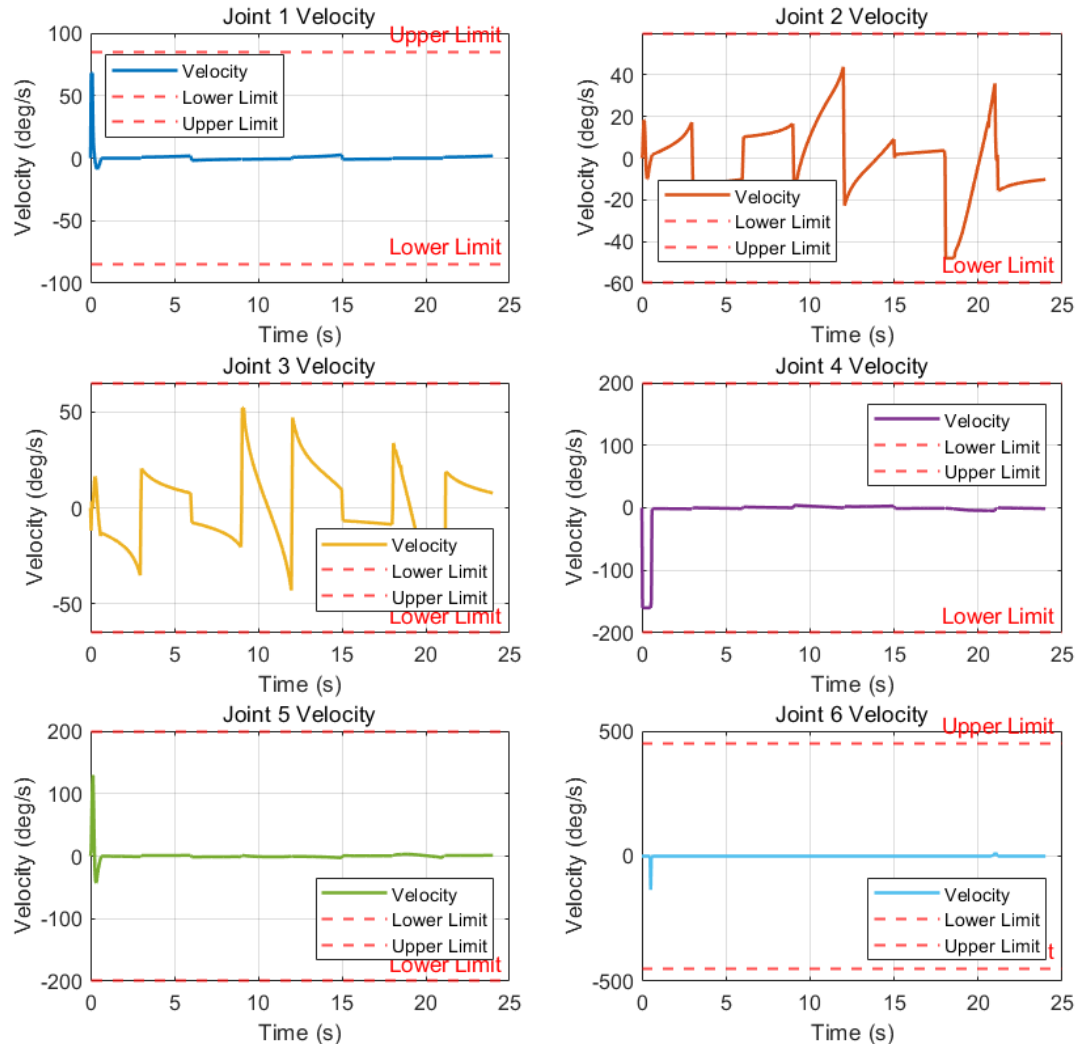 Joint 1 Velocity
Upper Limit
100
50
0
-50
-100
Velocity (deg/s)
Velocity
Lower Limit
Upper Limit
Lower Limit
0 5 10 15 20 25
Time (s)
Joint 2 Velocity
40
20
0
-20
-40
-60
Velocity (deg/s)
Velocity
Lower Limit
Upper Limit
Lower Limit
0 5 10 15 20 25
Time (s)
Joint 3 Velocity
50
0
-50
Velocity (deg/s)
Velocity
Lower Limit
Upper Limit
Lower Limit
0 5 10 15 20 25
Time (s)
Joint 4 Velocity
200
100
0
-100
-200
Velocity (deg/s)
Velocity
Lower Limit
Upper Limit
Lower Limit
0 5 10 15 20 25
Time (s)
Joint 5 Velocity
200
100
0
-100
-200
Velocity (deg/s)
Velocity
Lower Limit
Upper Limit
Lower Limit
0 5 10 15 20 25
Time (s)
Joint 6 Velocity
Upper Limit
500
0
-500
Velocity (deg/s)
Velocity
Lower Limit
Upper Limit
0 5 10 15 20 25
Time (s)